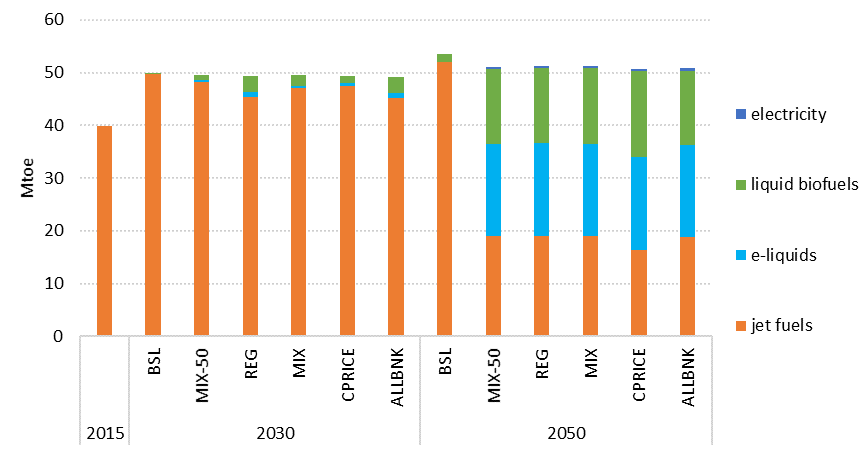 60
50
40
30
20
10
0
Mtoe
BSL
MIX-50
REG
MIX
CPRICE
ALLBNK
BSL
MIX-50
REG
MIX
CPRICE
ALLBNK
2015
2030
2050
electricity
liquid biofuels
e-liquids
jet fuels